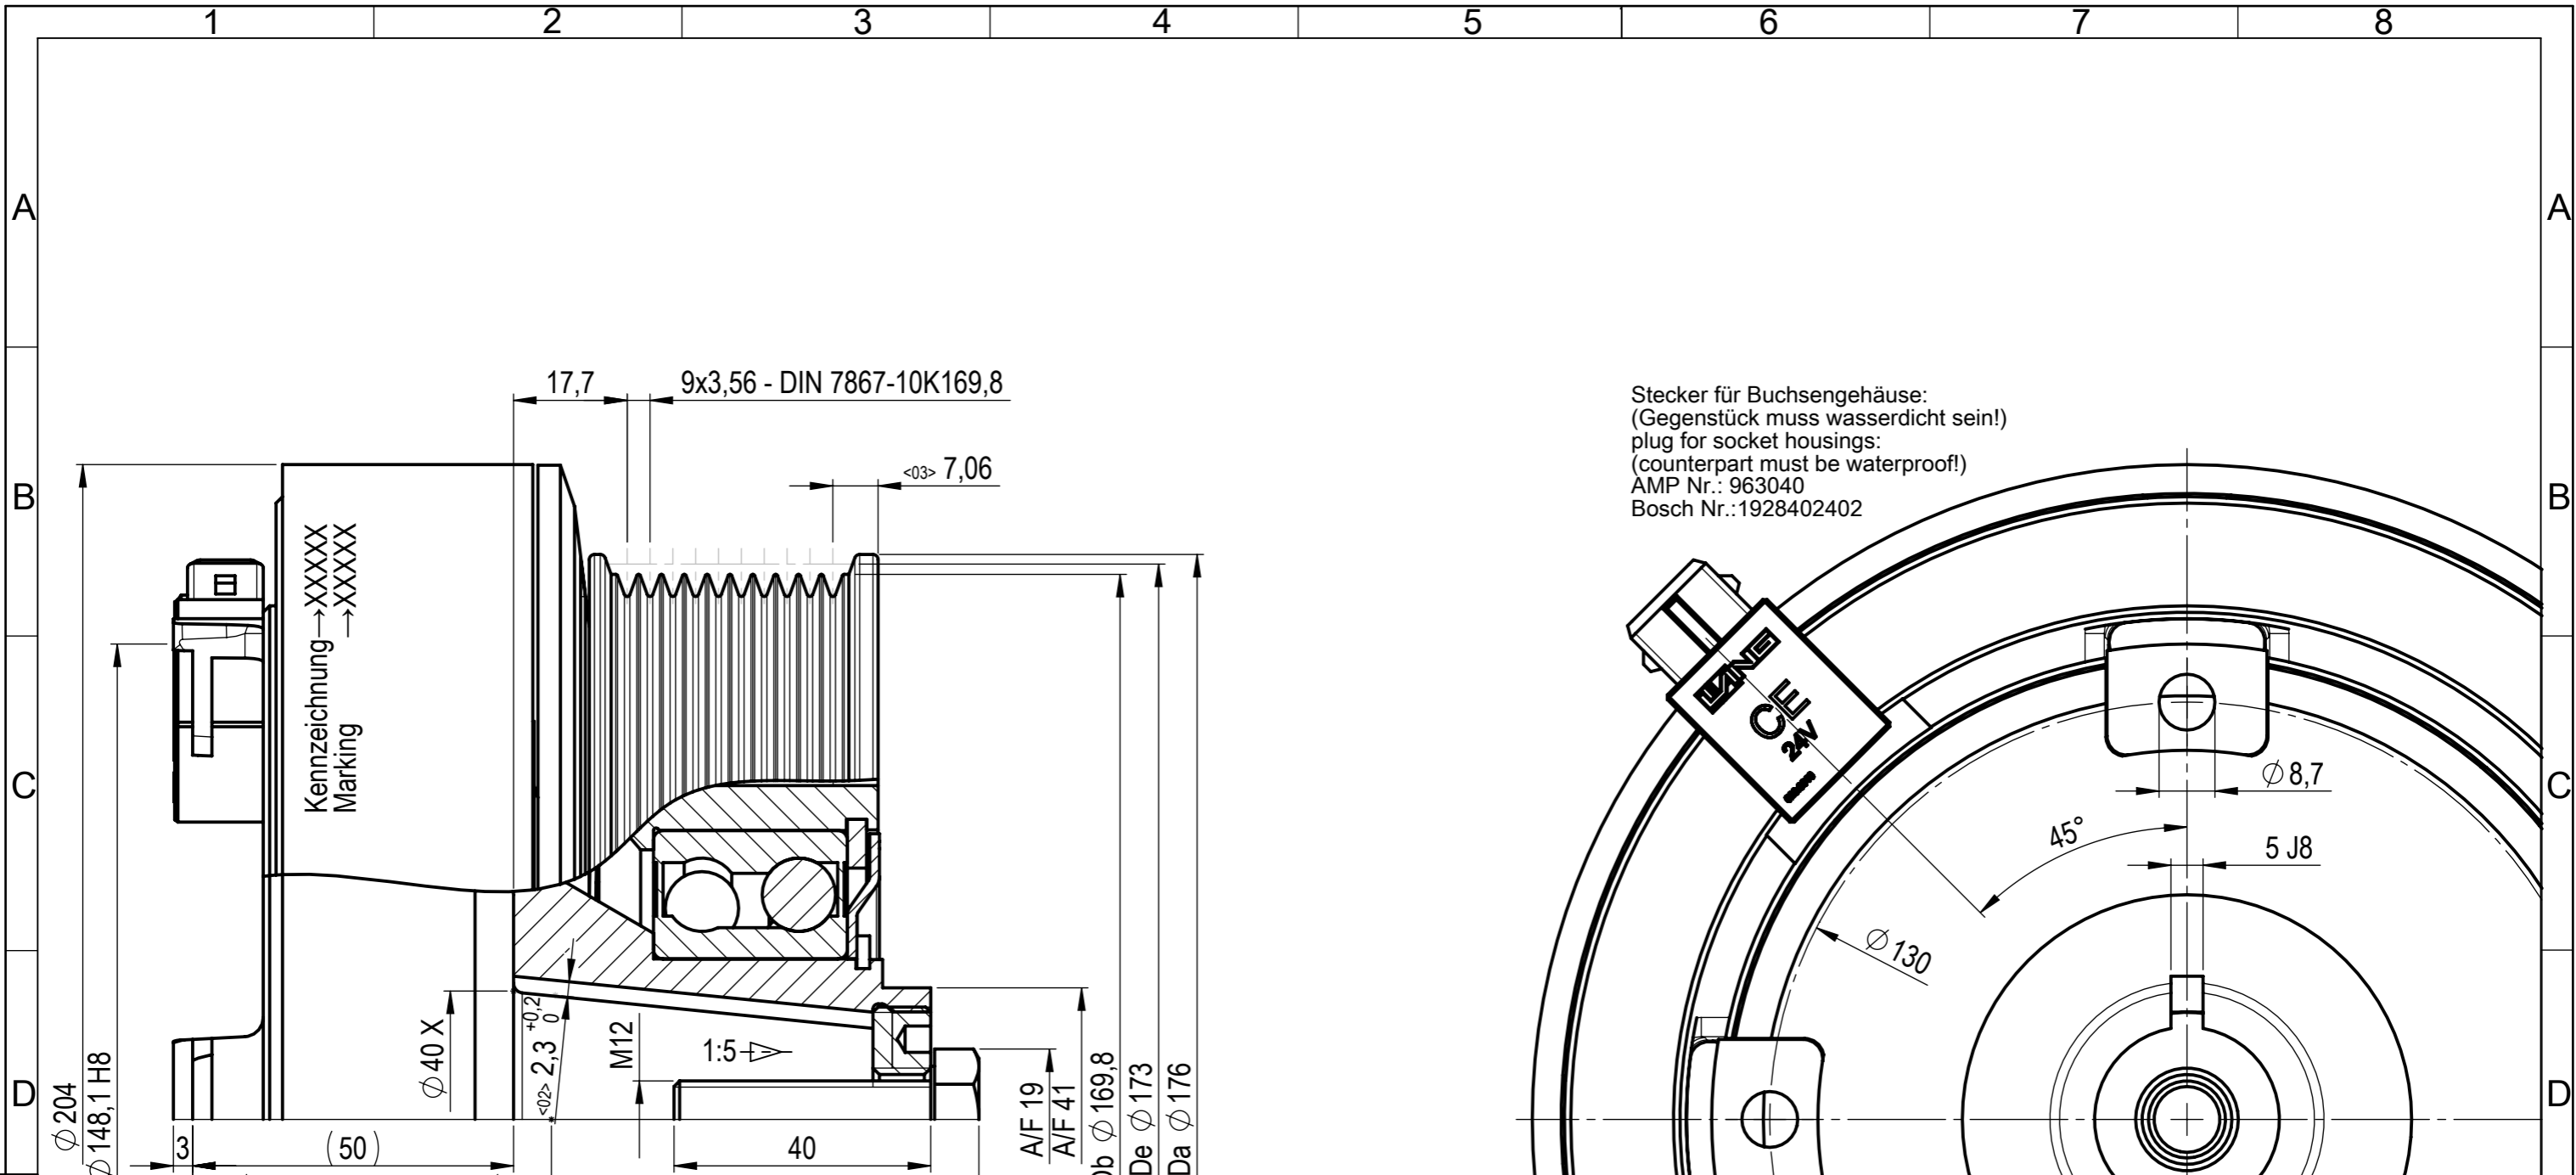 1 2 3 4 5 6 7 8
A A
17,7 9x3,56 - DIN 7867-10K169,8
Stecker für Buchsengehäuse:
(Gegenstück muss wasserdicht sein!)
plug for socket housings:
(counterpart must be waterproof!)
AMP Nr.: 963040
Bosch Nr.:1928402402
<03> 7,06
B B
Kennzeichnung→XXXXX
Marking →XXXXX
LANG
CE
24V
C C
∅ 8,7
45°
5 J8
∅ 130
∅ 204
∅ 148,1 H8
∅ 40 X
<02> 2,3 +0,2 0
M12
1:5
A/F 19
A/F 41
∅ 169,8
De ∅ 173
Da ∅ 176
D D
3 (50) 40